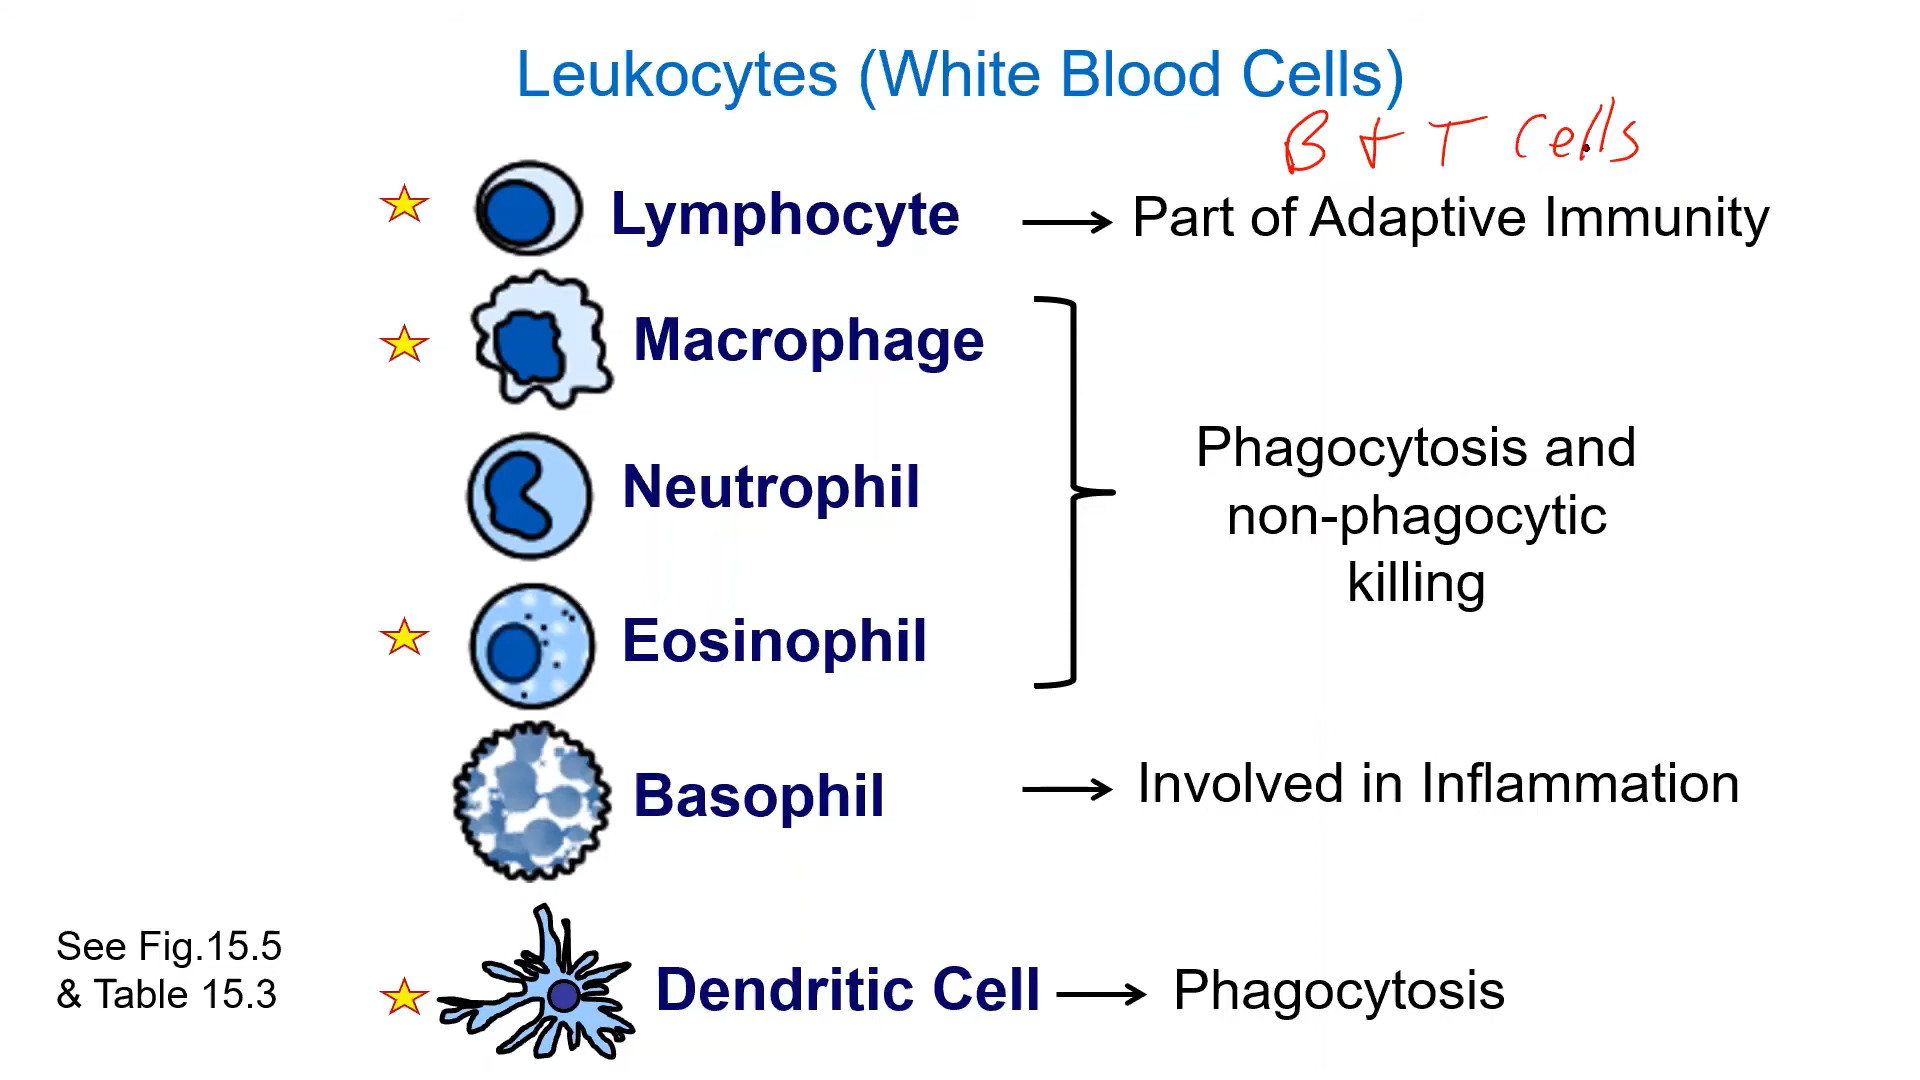 Leukocytes (White Blood Cells)
B + T Cells
Lymphocyte → Part of Adaptive Immunity
Macrophage
Phagocytosis and
Neutrophil
non-phagocytic
killing
Eosinophil
Basophil → Involved in Inflammation
See Fig.15.5
& Table 15.3
Dendritic Cell → Phagocytosis